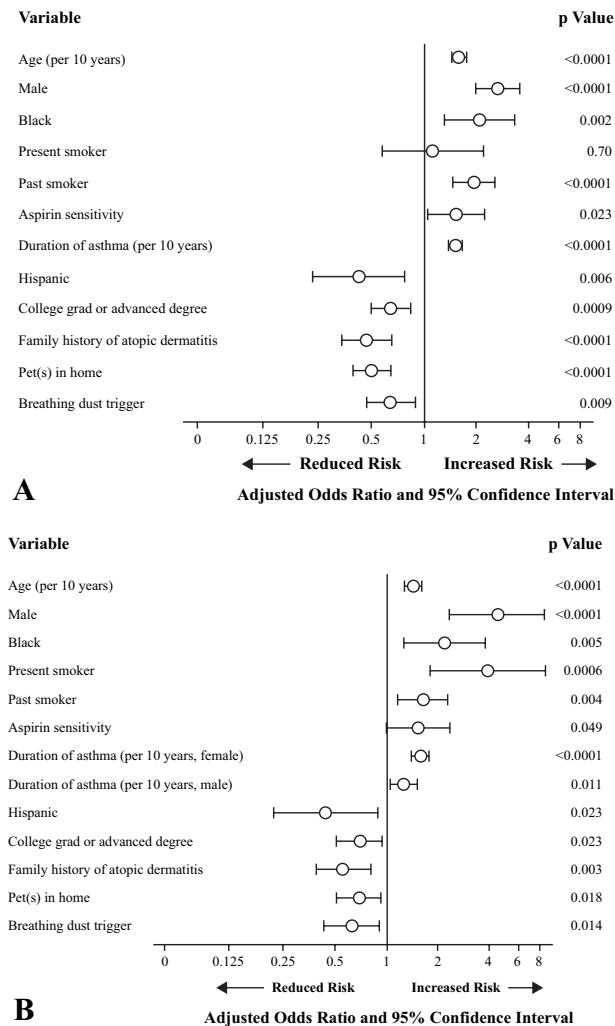 Variable p Value
Age (per 10 years) <0.0001
Male <0.0001
Black 0.002
Present smoker 0.70
Past smoker <0.0001
Aspirin sensitivity 0.023
Duration of asthma (per 10 years) <0.0001
Hispanic 0.006
College grad or advanced degree 0.0009
Family history of atopic dermatitis <0.0001
Pet(s) in home <0.0001
Breathing dust trigger 0.009
0 0.125 0.25 0.5 1 2 4 6 8
Reduced Risk Increased Risk
A
Adjusted Odds Ratio and 95% Confidence Interval
Variable p Value
Age (per 10 years) <0.0001
Male <0.0001
Black 0.005
Present smoker 0.0006
Past smoker 0.004
Aspirin sensitivity 0.049
Duration of asthma (per 10 years, female) <0.0001
Duration of asthma (per 10 years, male) 0.011
Hispanic 0.023
College grad or advanced degree 0.023
Family history of atopic dermatitis 0.003
Pet(s) in home 0.018
Breathing dust trigger 0.014
0 0.125 0.25 0.5 1 2 4 6 8
Reduced Risk Increased Risk
B
Adjusted Odds Ratio and 95% Confidence Interval